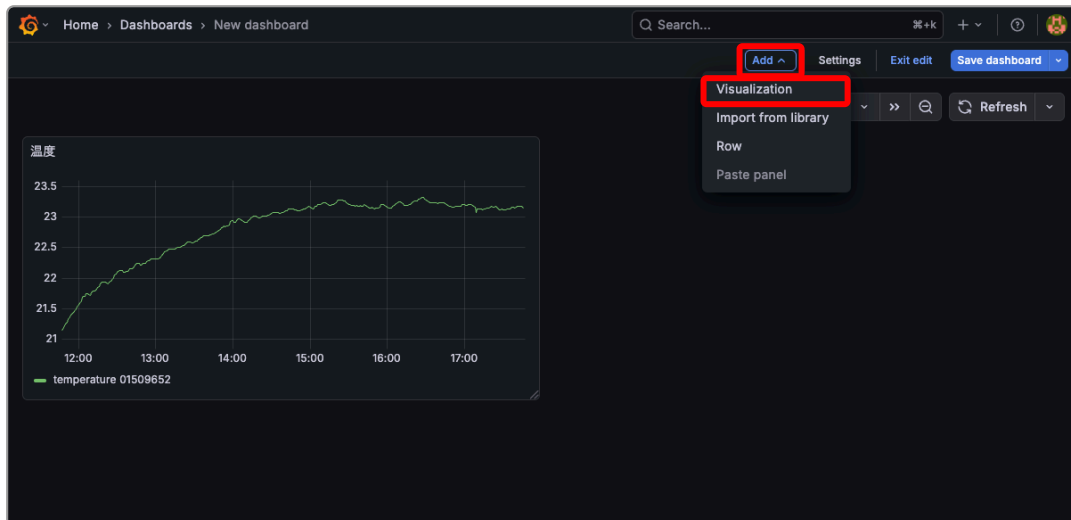 Home › Dashboards › New dashboard
Search...
⌘+k
Add
Settings
Exit edit
Save dashboard
Visualization
Import from library
Row
Paste panel
Refresh
温度
23.5
23
22.5
22
21.5
21
12:00 13:00 14:00 15:00 16:00 17:00
temperature 01509652